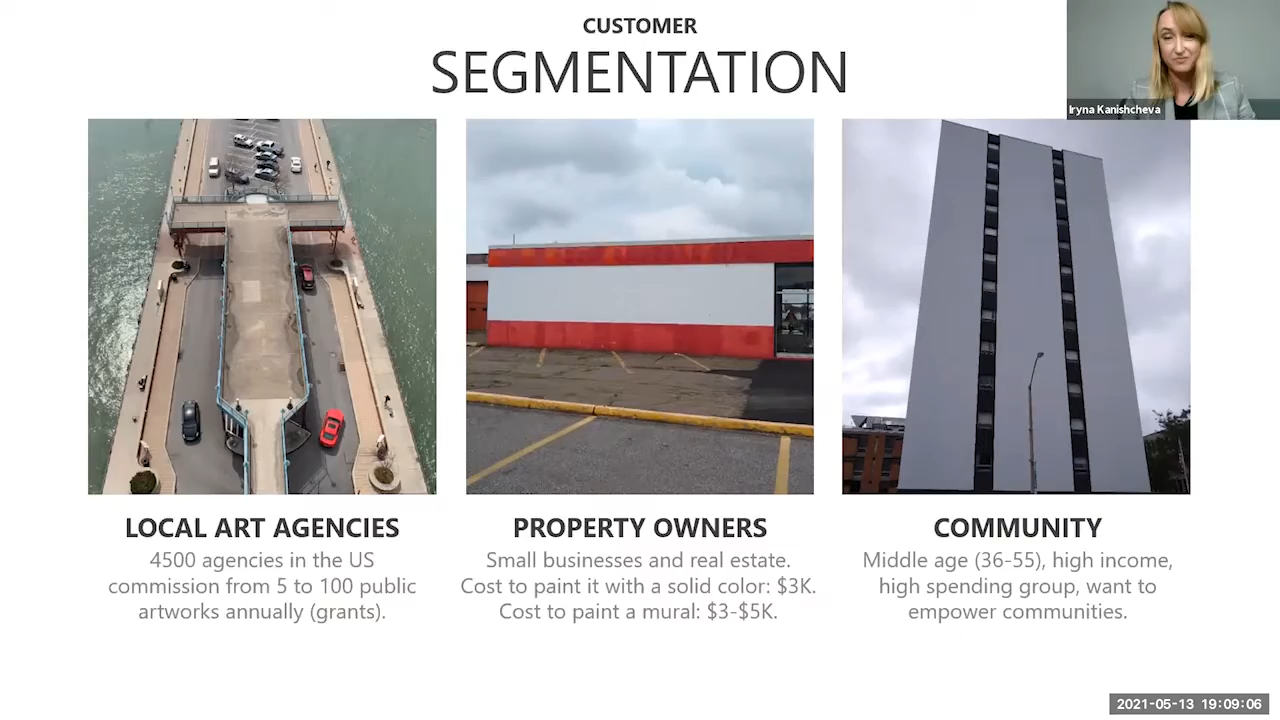 CUSTOMER
SEGMENTATION
Iryna Kanishcheva
LOCAL ART AGENCIES
4500 agencies in the US
commission from 5 to 100 public
artworks annually (grants).
PROPERTY OWNERS
Small businesses and real estate.
Cost to paint it with a solid color: $3K.
Cost to paint a mural: $3-$5K.
COMMUNITY
Middle age (36-55), high income,
high spending group, want to
empower communities.
2021-05-13 19:09:06